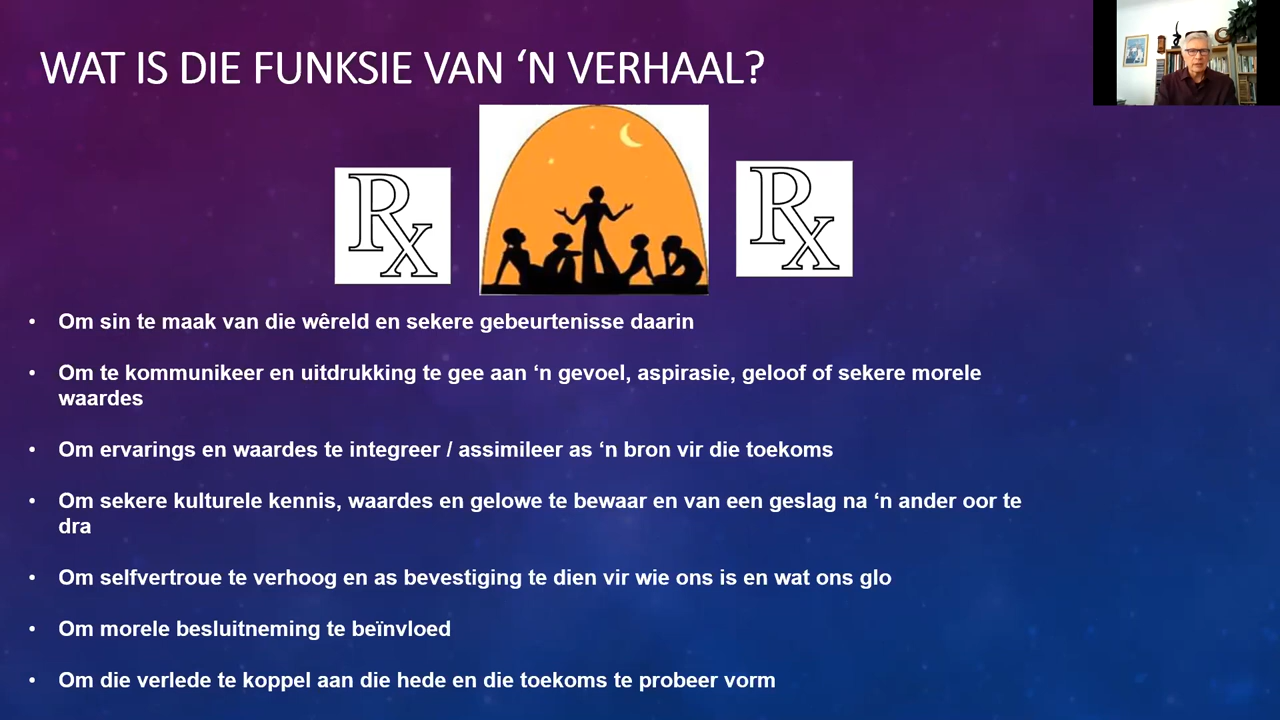 WAT IS DIE FUNKSIE VAN ‘N VERHAAL?
Rx
Rx
• Om sin te maak van die wêreld en sekere gebeurtenisse daarin
• Om te kommunikeer en uitdrukking te gee aan ‘n gevoel, aspirasie, geloof of sekere morele
waardes
• Om ervarings en waardes te integreer / assimileer as ‘n bron vir die toekoms
• Om sekere kulturele kennis, waardes en gelowe te bewaar en van een geslag na ‘n ander oor te
dra
• Om selfvertroue te verhoog en as bevestiging te dien vir wie ons is en wat ons glo
• Om morele besluitneming te beïnvloed
• Om die verlede te koppel aan die hede en die toekoms te probeer vorm